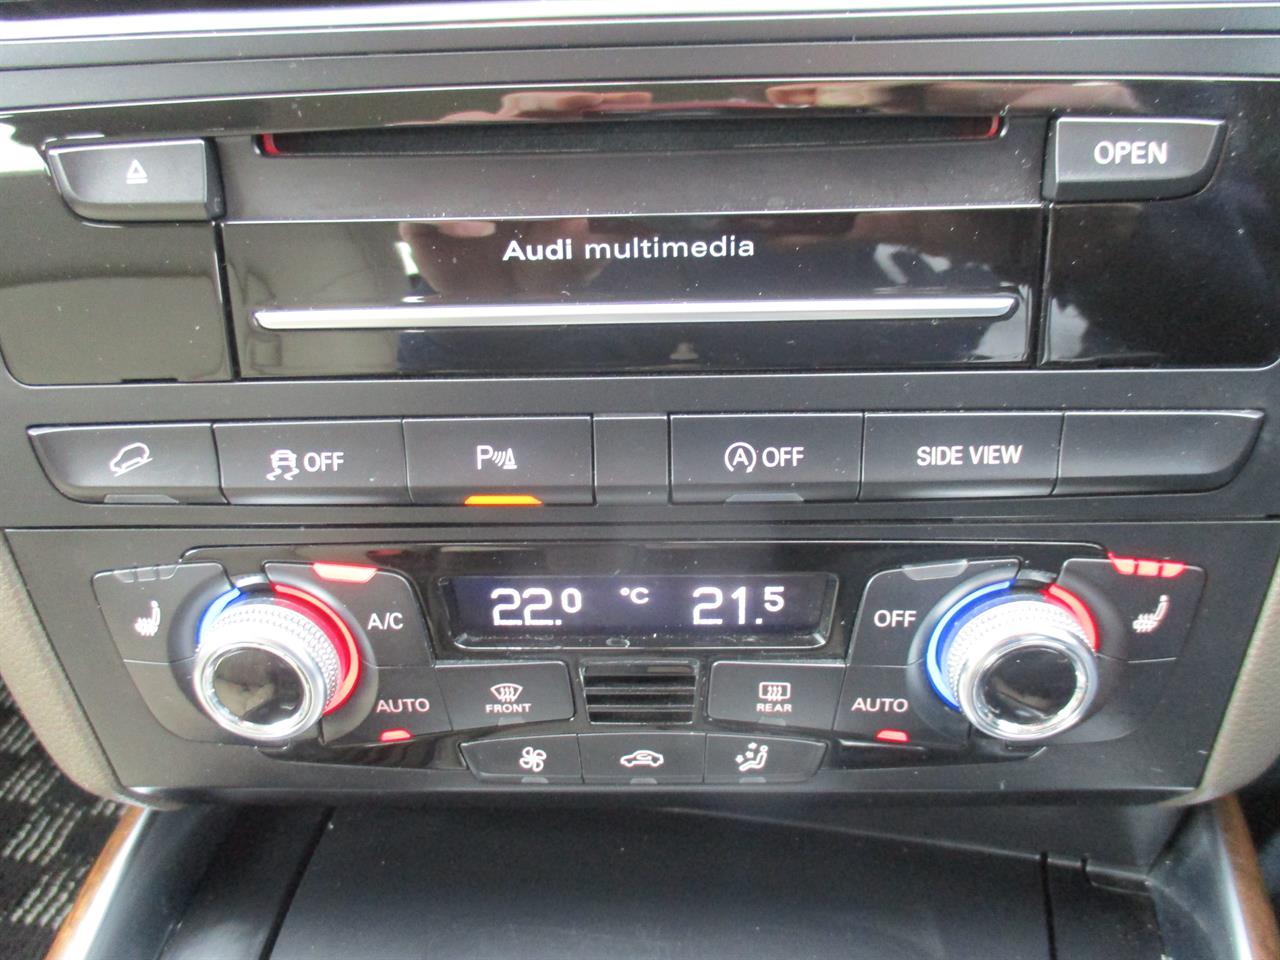 OPEN
Audi multimedia
OFF P A OFF SIDE VIEW
22.0 °C 21.5
A/C OFF
AUTO FRONT REAR AUTO